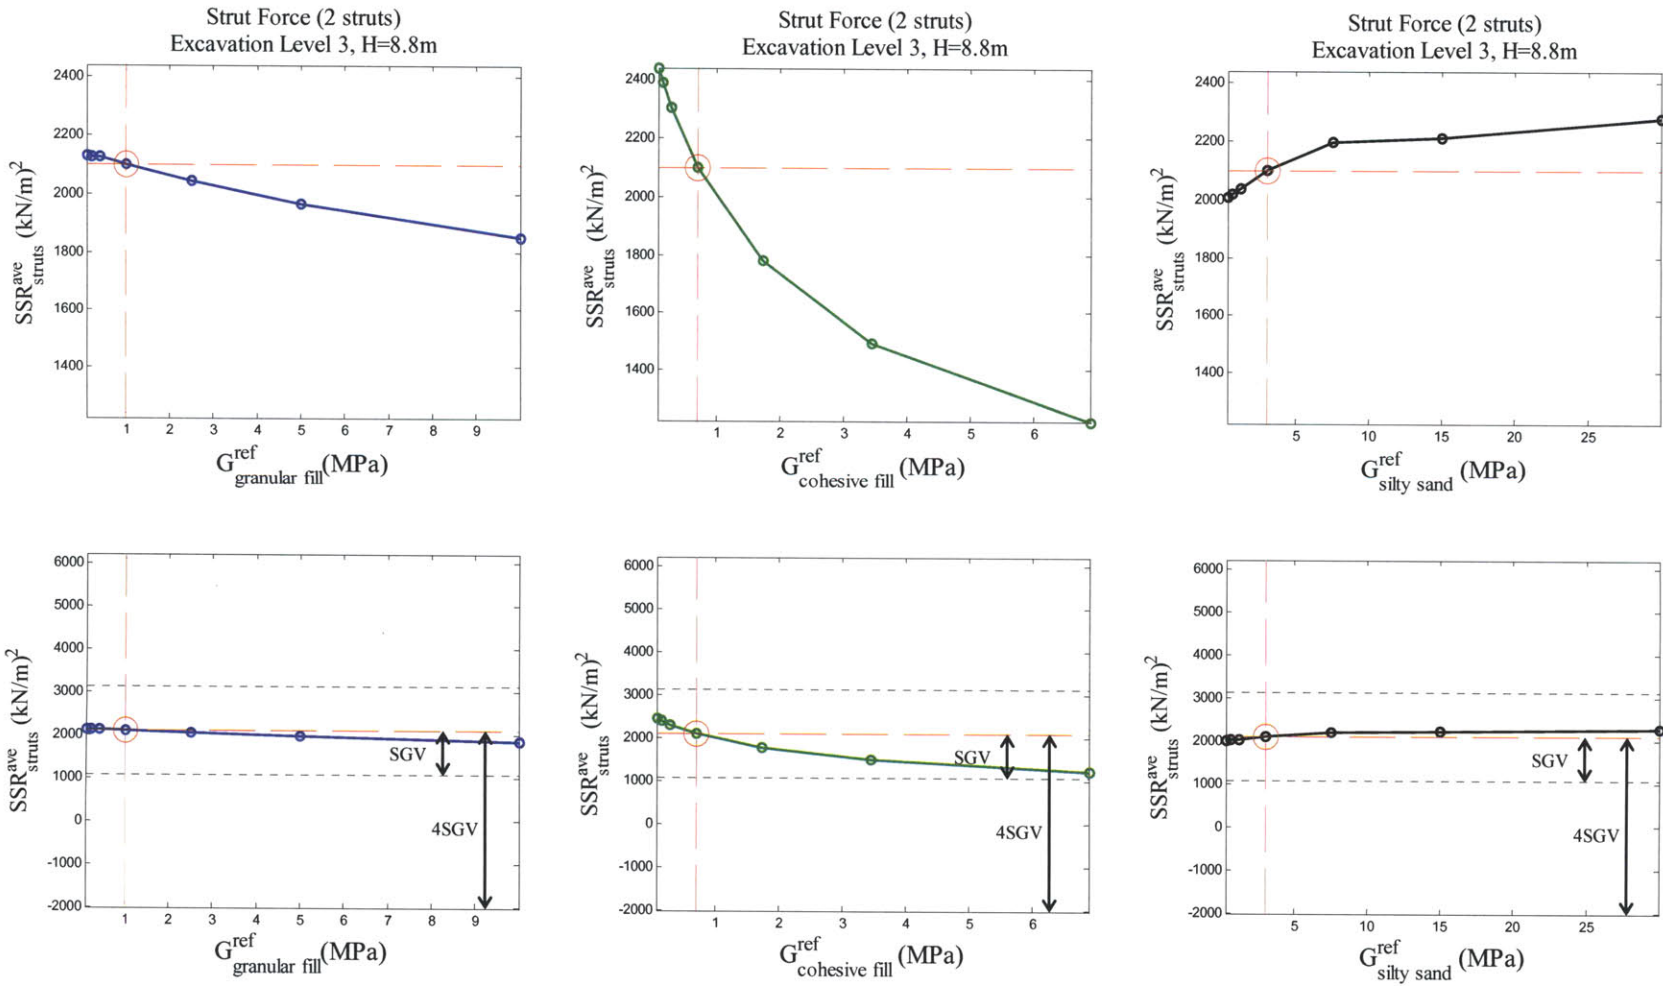 Strut Force (2 struts)
Excavation Level 3, H=8.8m
2400
2200
2000
1800
1600
1400
SSR^ave_struts (kN/m)^2
1 2 3 4 5 6 7 8 9
G^ref_granular fill (MPa)
Strut Force (2 struts)
Excavation Level 3, H=8.8m
2400
2200
2000
1800
1600
1400
SSR^ave_struts (kN/m)^2
1 2 3 4 5 6
G^ref_cohesive fill (MPa)
Strut Force (2 struts)
Excavation Level 3, H=8.8m
2400
2200
2000
1800
1600
1400
SSR^ave_struts (kN/m)^2
5 10 15 20 25
G^ref_silty sand (MPa)
6000
5000
4000
3000
2000
1000
0
-1000
-2000
SSR^ave_struts (kN/m)^2
SGV
4SGV
1 2 3 4 5 6 7 8 9
G^ref_granular fill (MPa)
6000
5000
4000
3000
2000
1000
0
-1000
-2000
SSR^ave_struts (kN/m)^2
SGV
4SGV
1 2 3 4 5 6
G^ref_cohesive fill (MPa)
6000
5000
4000
3000
2000
1000
0
-1000
-2000
SSR^ave_struts (kN/m)^2
SGV
4SGV
5 10 15 20 25
G^ref_silty sand (MPa)